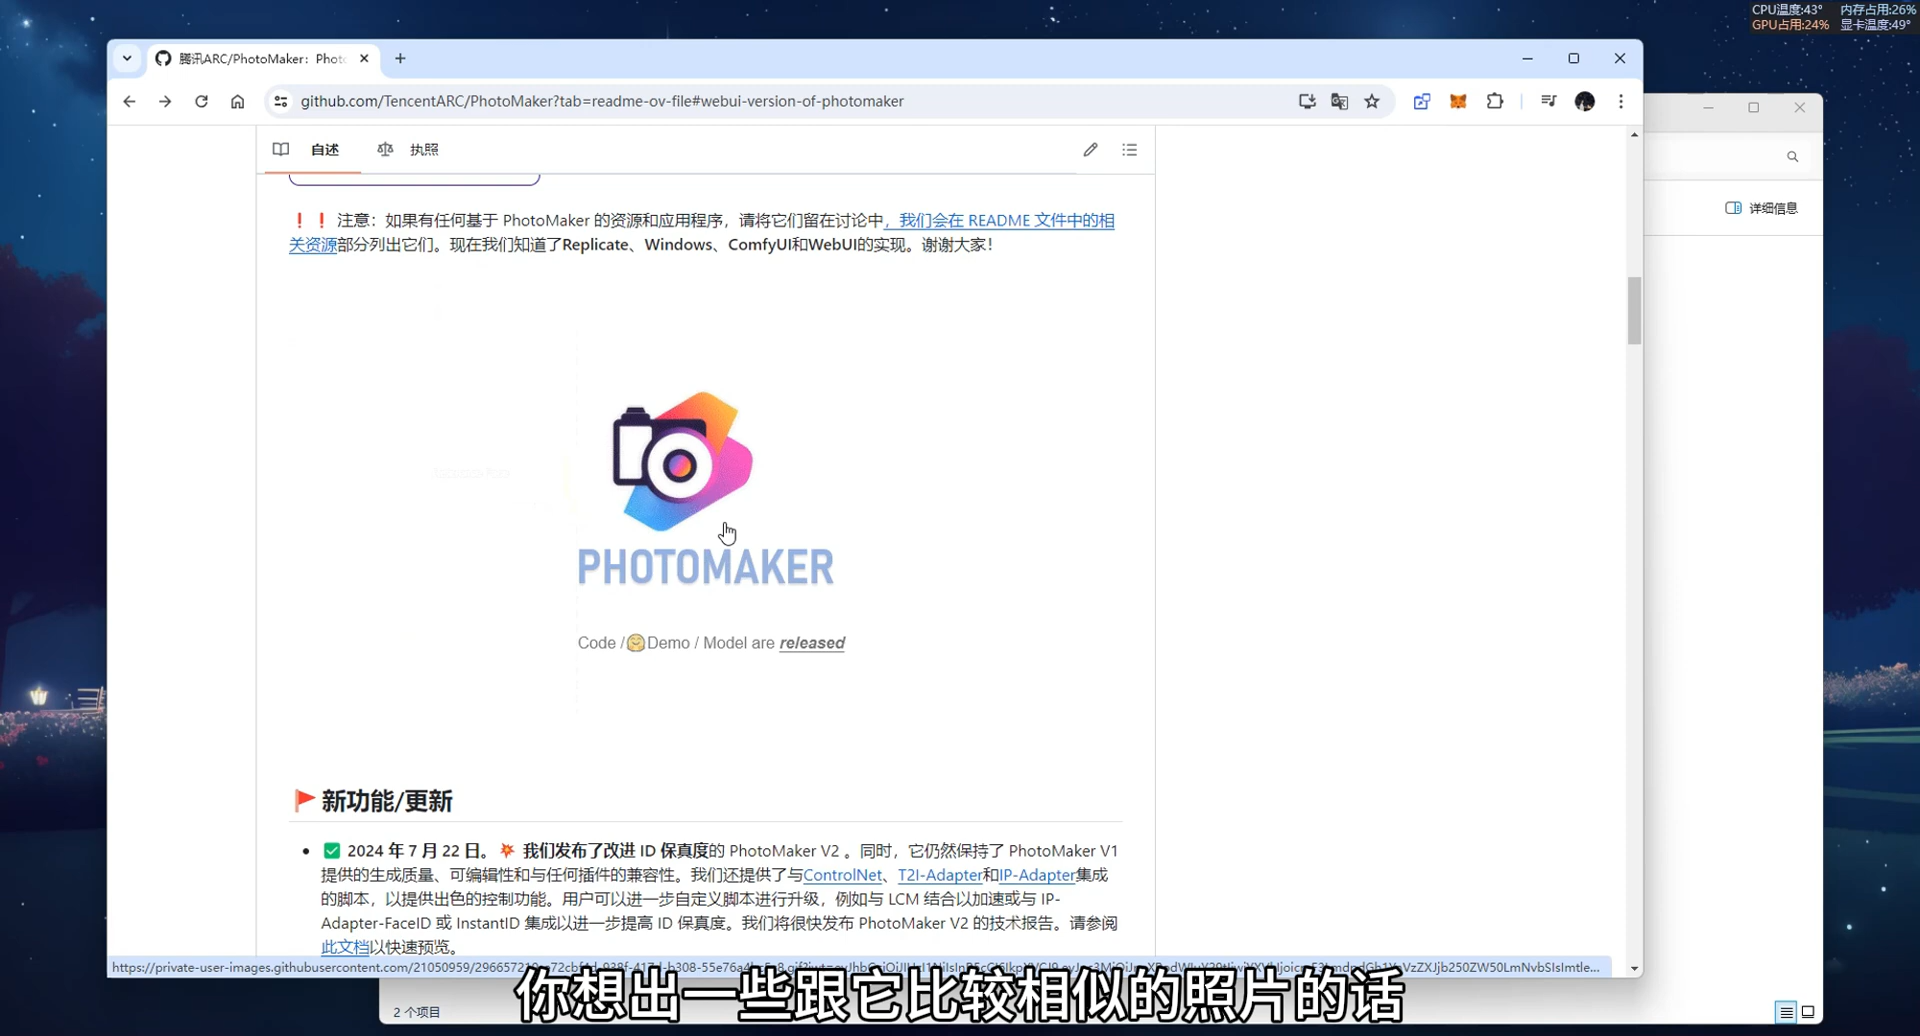 CPU温度:43° 内存占用:26%
GPU占用:24% 显卡温度:49°
腾讯ARC/PhotoMaker: Photo
github.com/TencentARC/PhotoMaker?tab=readme-ov-file#webui-version-of-photomaker
自述 执照
详细信息
❗❗ 注意：如果有任何基于 PhotoMaker 的资源和应用程序，请将它们留在讨论中，我们会在 README 文件中的相
关资源部分列出它们。现在我们知道了Replicate、Windows、ComfyUI和WebUI的实现。谢谢大家！
PHOTOMAKER
Code /🤗Demo / Model are released
🚩新功能/更新
• ✅ 2024 年 7 月 22 日。💥 我们发布了改进 ID 保真度的 PhotoMaker V2 。同时，它仍然保持了 PhotoMaker V1
提供的生成质量、可编辑性和与任何插件的兼容性。我们还提供了与ControlNet、T2I-Adapter和IP-Adapter集成
的脚本，以提供出色的控制功能。用户可以进一步自定义脚本进行升级，例如与 LCM 结合以加速或与 IP-
Adapter-FaceID 或 InstantID 集成以进一步提高 ID 保真度。我们将很快发布 PhotoMaker V2 的技术报告。请参阅
此文档以快速预览。
https://private-user-images.githubusercontent.com/21050959/
你想出一些跟它比较相似的照片的话
2 个项目